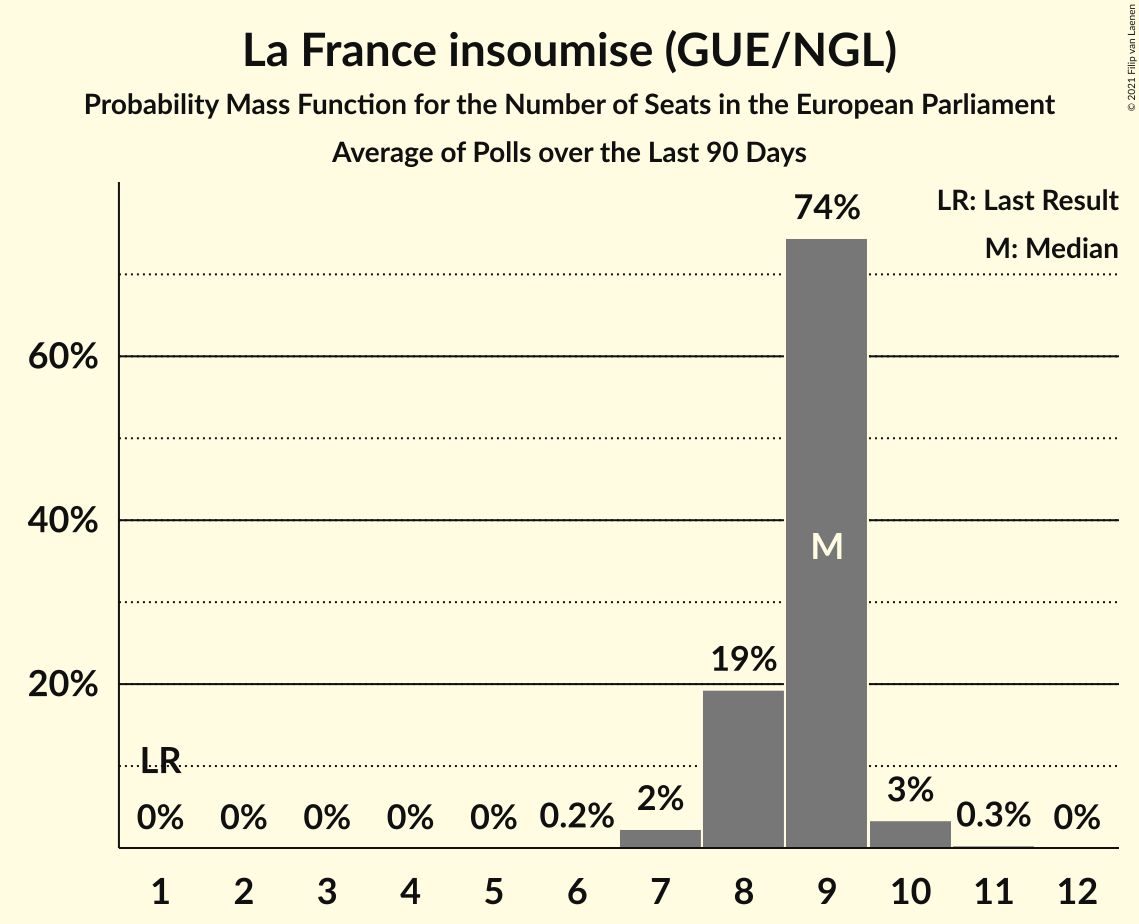 La France insoumise (GUE/NGL)
Probability Mass Function for the Number of Seats in the European Parliament
Average of Polls over the Last 90 Days
© 2021 Filip van Laenen
LR: Last Result
M: Median
74%
60%
40%
M
19%
20%
LR
0% 0% 0% 0% 0% 0.2% 2% 3% 0.3% 0%
1 2 3 4 5 6 7 8 9 10 11 12